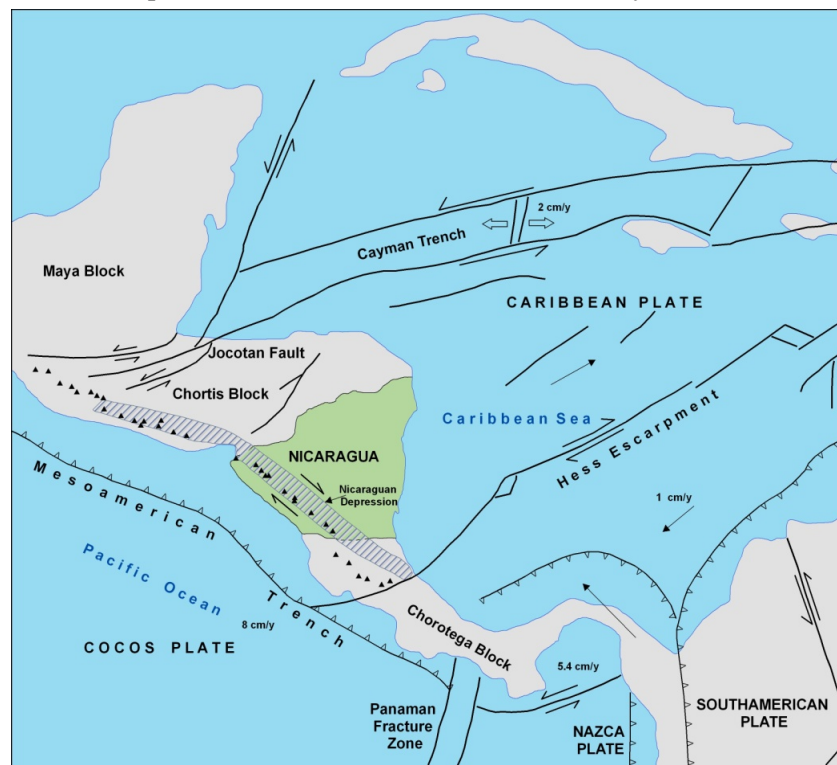 2 cm/y
Cayman Trench
Maya Block
CARIBBEAN PLATE
Jocotan Fault
Chortis Block
Caribbean Sea
Hess Escarpment
NICARAGUA
Nicaraguan
Depression
Mesoamerican
Trench
1 cm/y
Pacific Ocean
8 cm/y
COCOS PLATE
Chorotega Block
5.4 cm/y
Panaman
Fracture
Zone
NAZCA
PLATE
SOUTHAMERICAN
PLATE